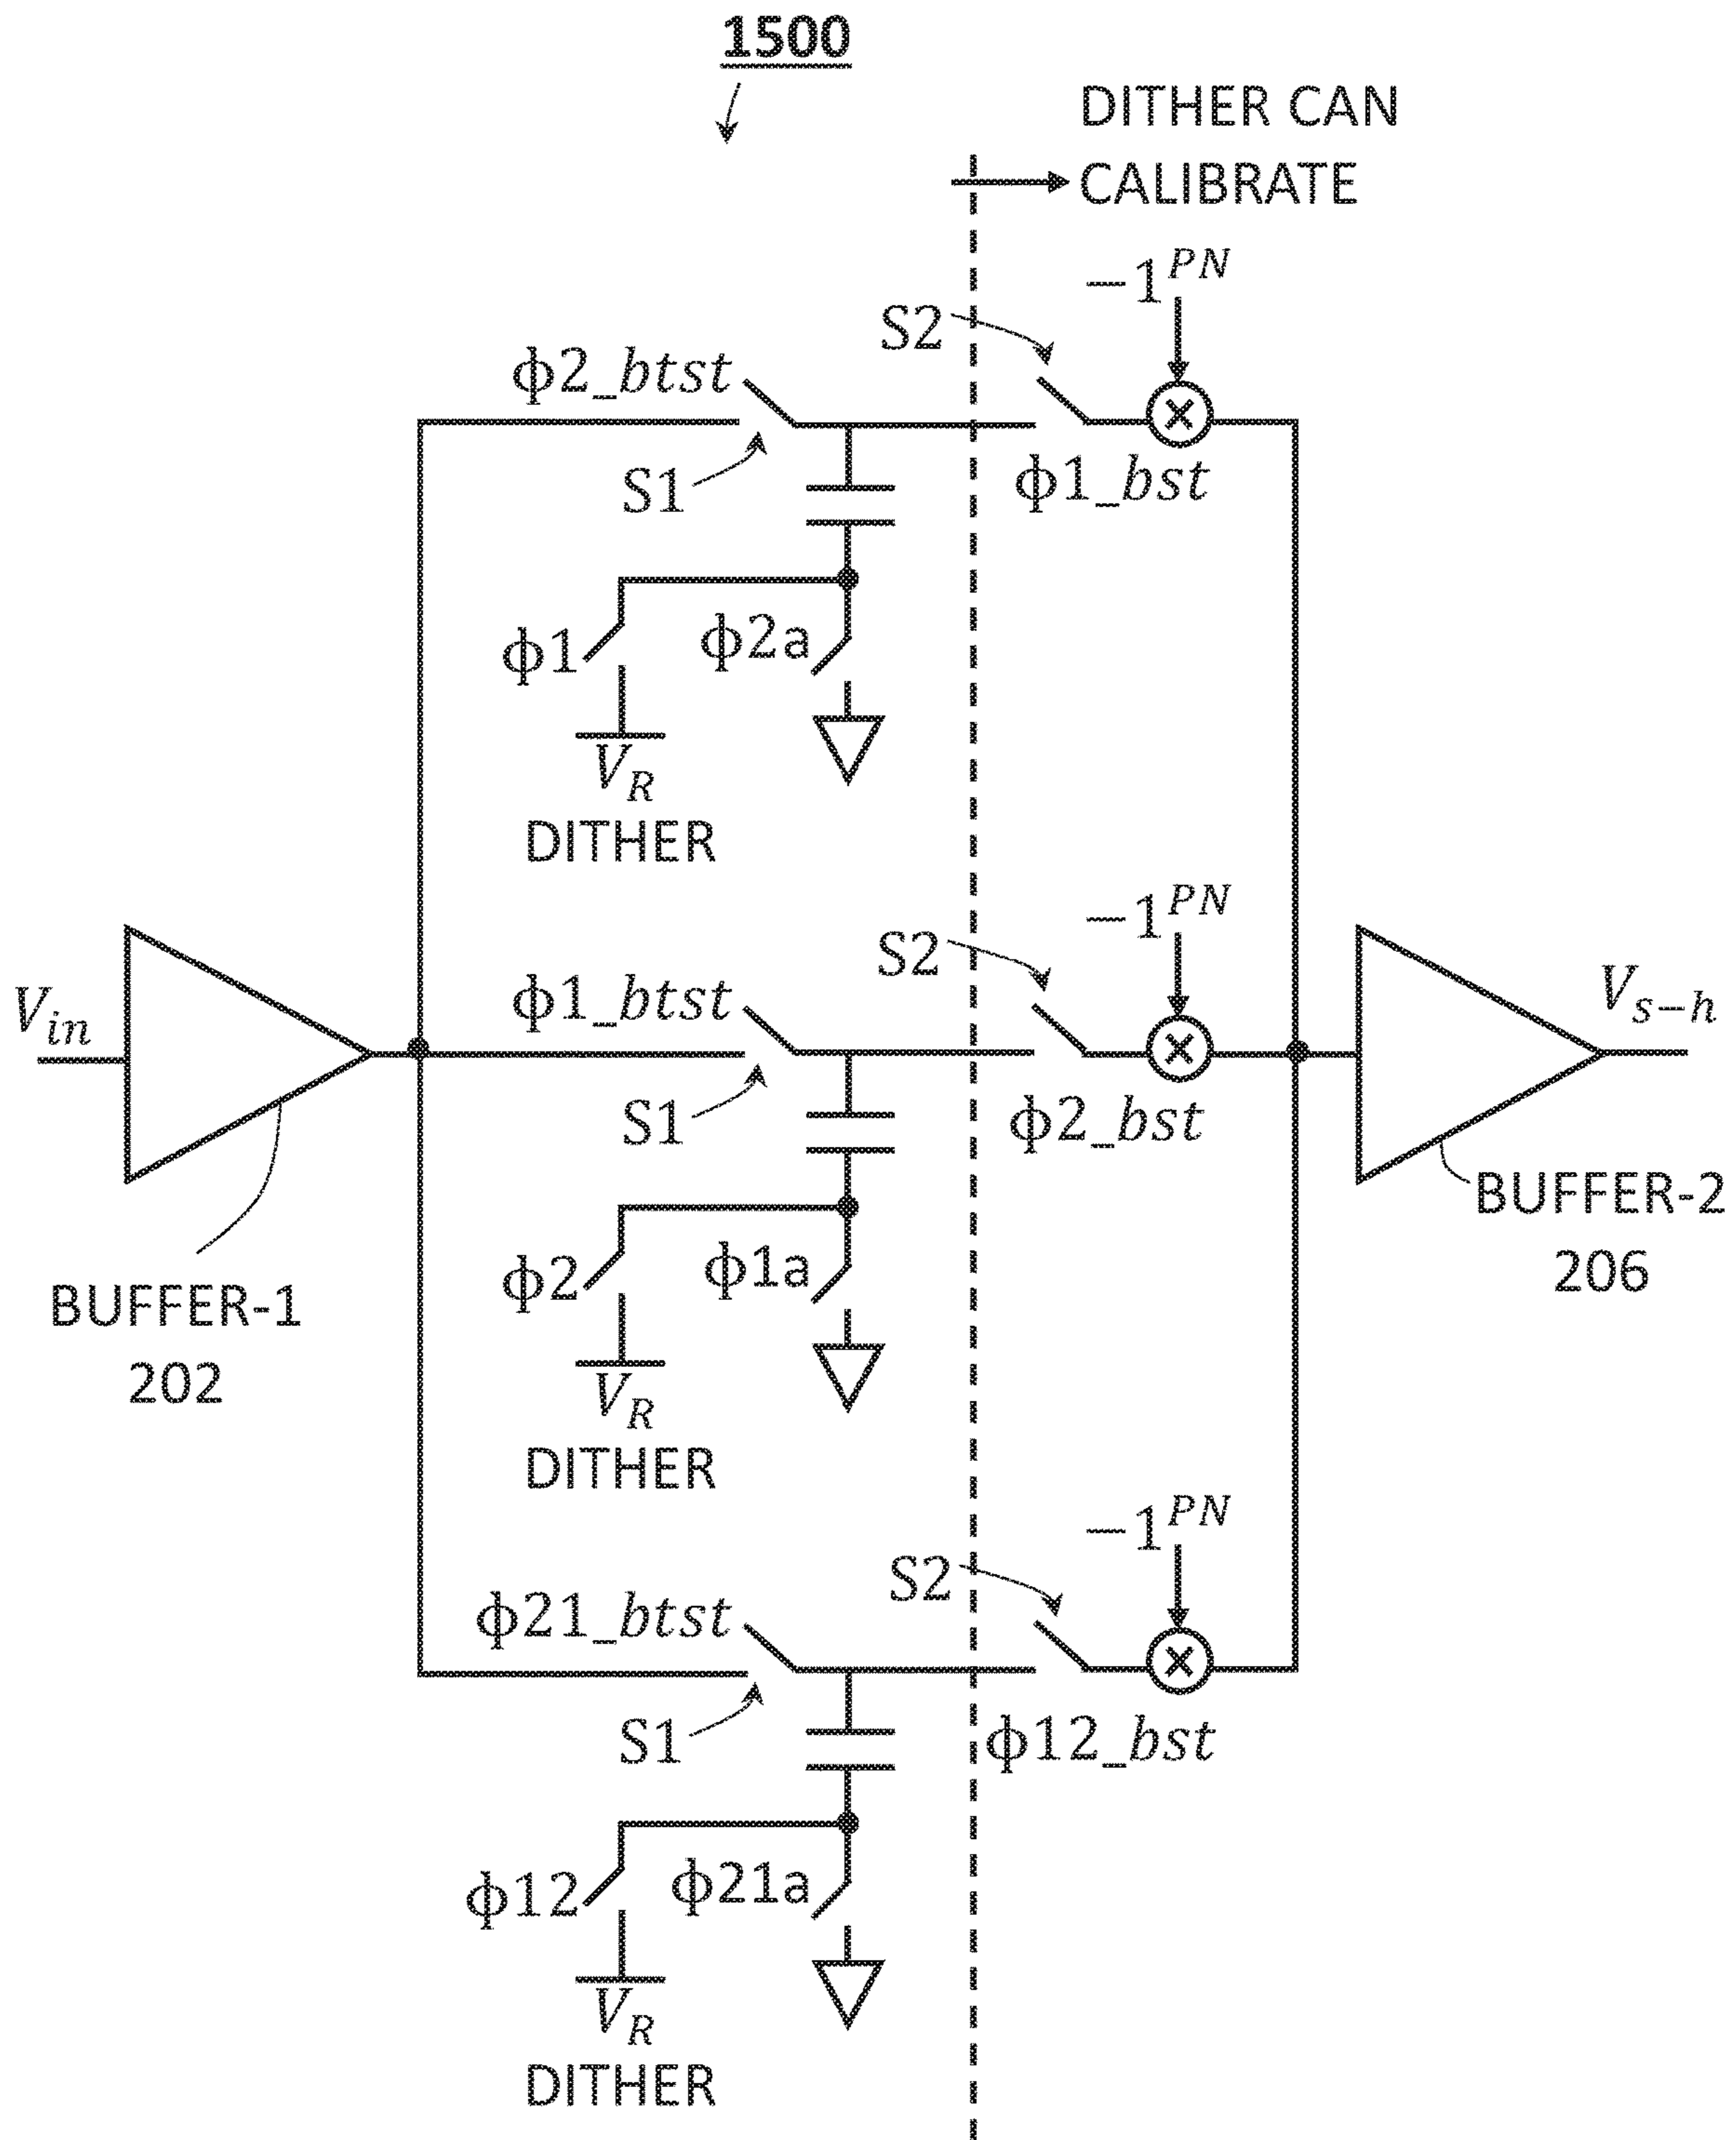 1500
DITHER CAN
CALIBRATE
−1^PN
S2
ϕ2_btst
S1
ϕ1_bst
ϕ1
ϕ2a
V_R
DITHER
−1^PN
S2
V_in
ϕ1_btst
V_s−h
S1
ϕ2_bst
BUFFER-2
206
ϕ2
ϕ1a
BUFFER-1
202
V_R
DITHER
−1^PN
S2
ϕ21_btst
S1
ϕ12_bst
ϕ12
ϕ21a
V_R
DITHER